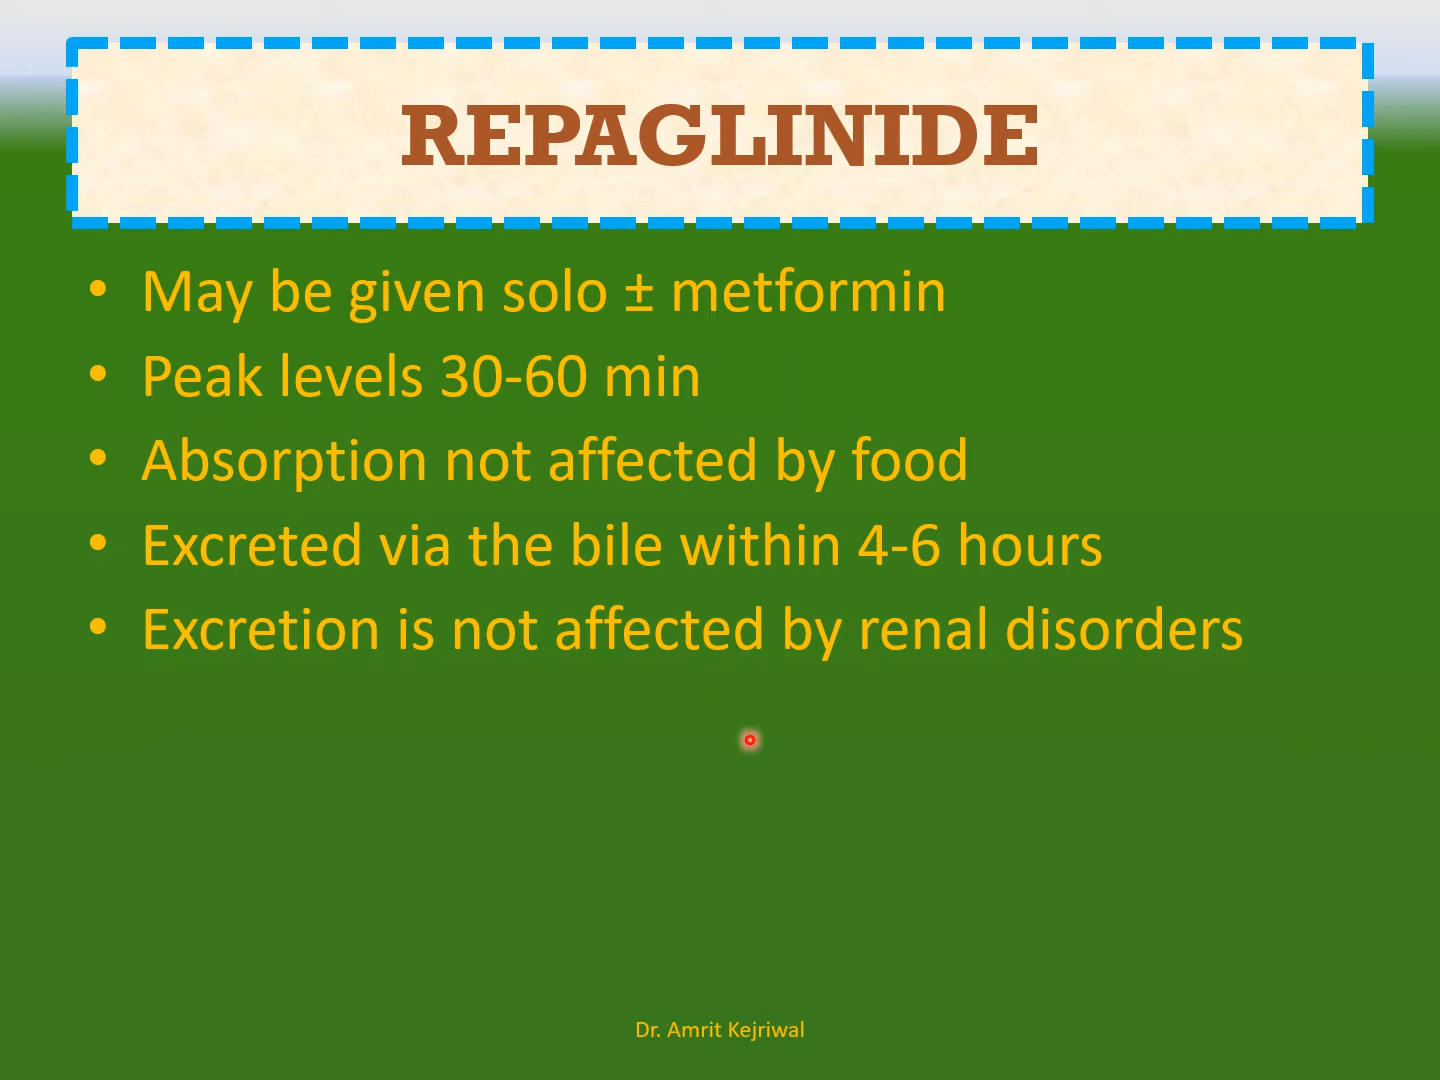 REPAGLINIDE
• May be given solo ± metformin
• Peak levels 30-60 min
• Absorption not affected by food
• Excreted via the bile within 4-6 hours
• Excretion is not affected by renal disorders
Dr. Amrit Kejriwal